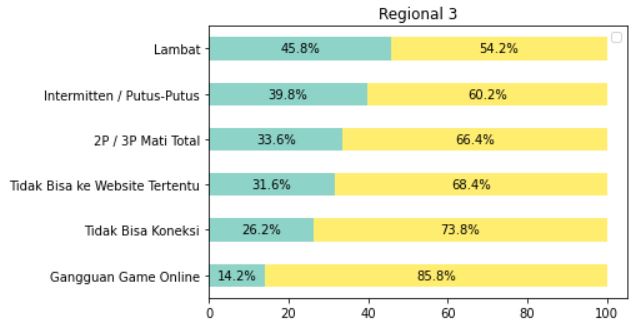 Regional 3
Lambat 45.8% 54.2%
Intermitten / Putus-Putus 39.8% 60.2%
2P / 3P Mati Total 33.6% 66.4%
Tidak Bisa ke Website Tertentu 31.6% 68.4%
Tidak Bisa Koneksi 26.2% 73.8%
Gangguan Game Online 14.2% 85.8%
0 20 40 60 80 100